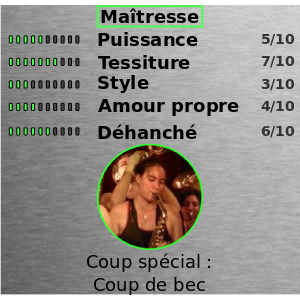 Maîtresse
Puissance 5/10
Tessiture 7/10
Style 3/10
Amour propre 4/10
Déhanché 6/10
Coup spécial :
Coup de bec